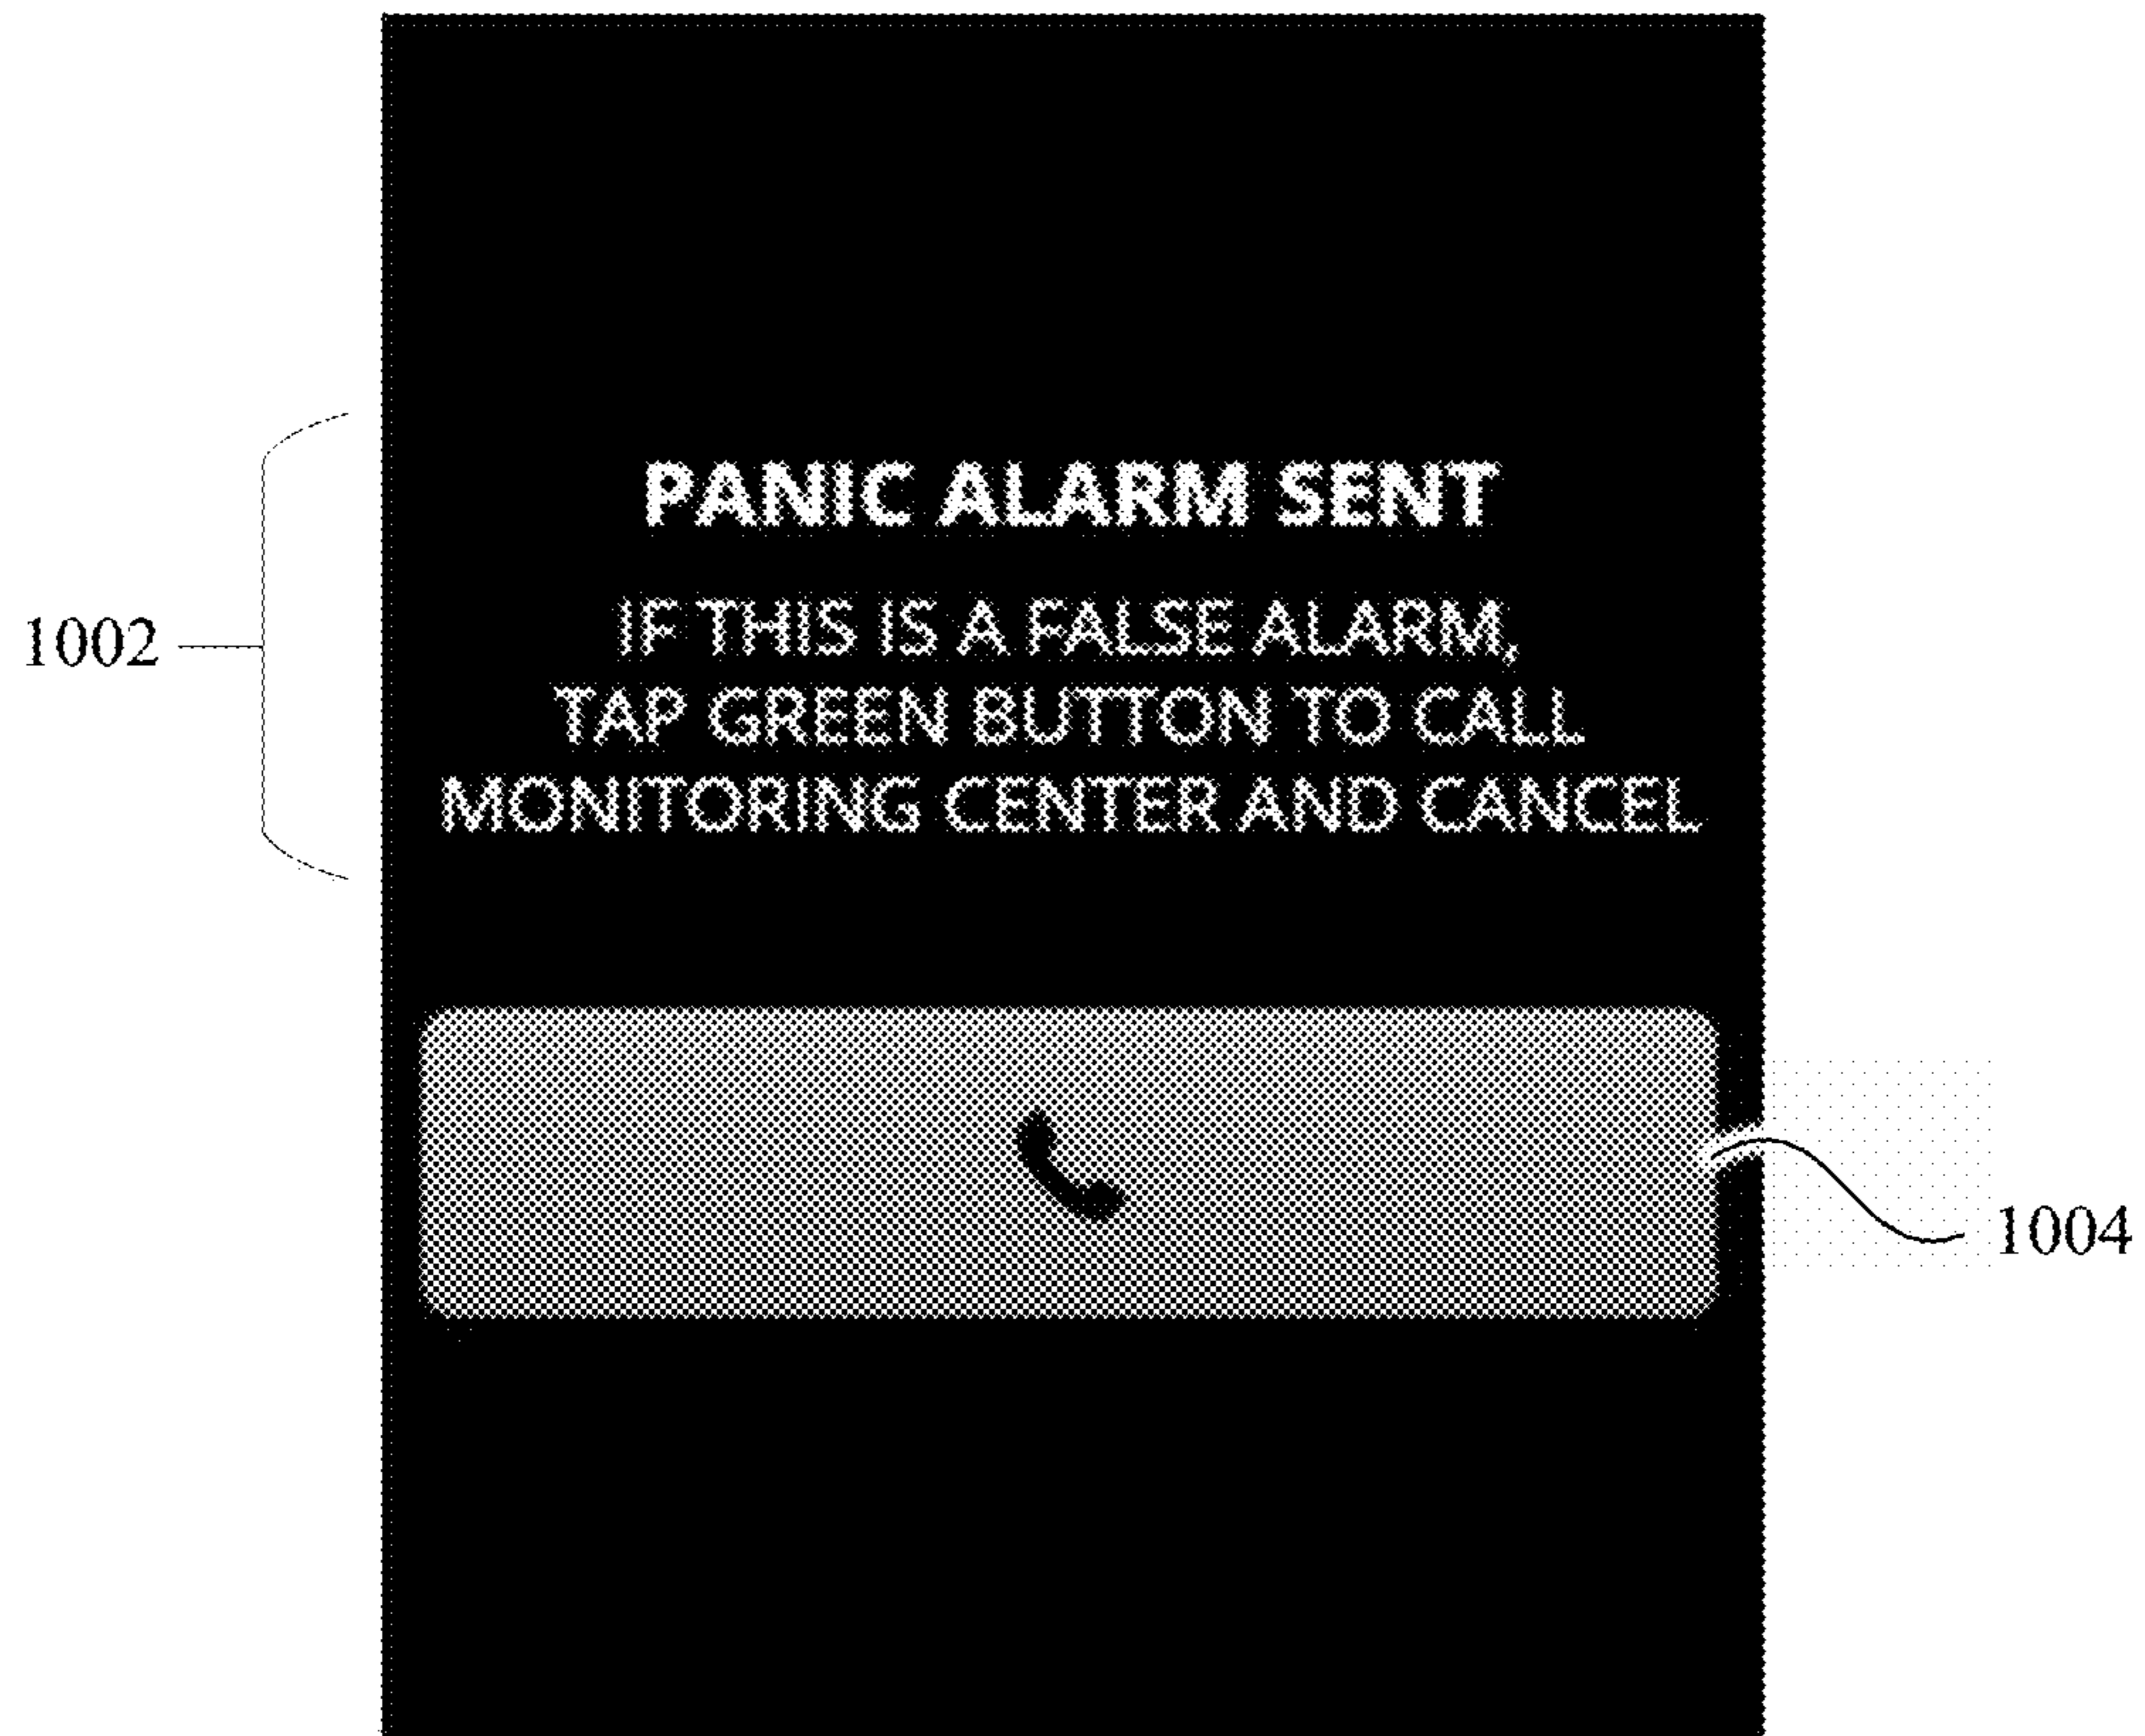 PANIC ALARM SENT
IF THIS IS A FALSE ALARM,
TAP GREEN BUTTON TO CALL
MONITORING CENTER AND CANCEL
1002
1004